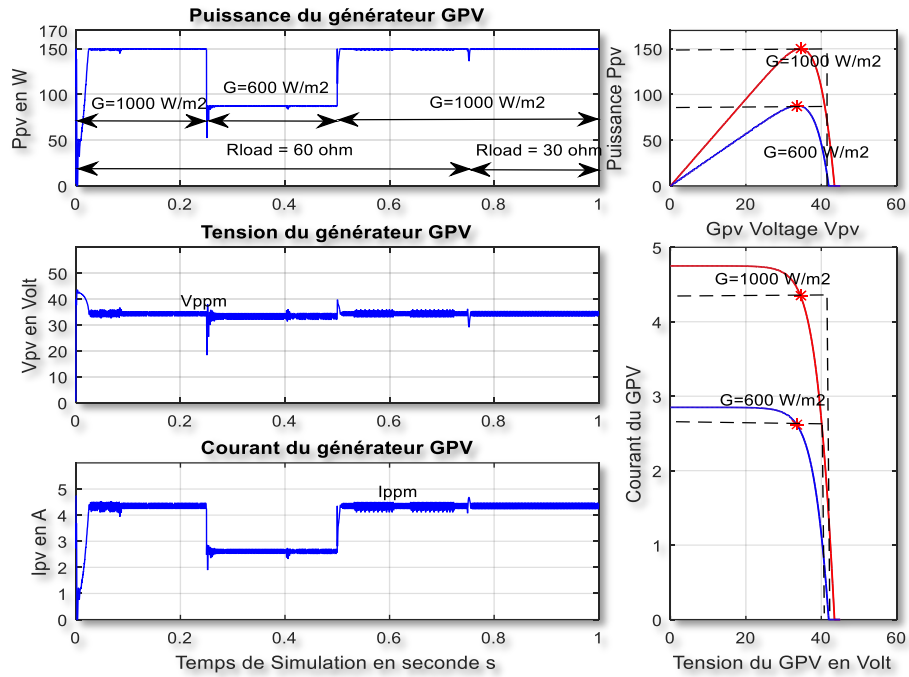 Puissance du générateur GPV
Ppv en W
170
150
100
50
0
G=1000 W/m2
G=600 W/m2
G=1000 W/m2
Rload = 60 ohm
Rload = 30 ohm
0 0.2 0.4 0.6 0.8 1
Puissance Ppv
150
100
50
0
G=1000 W/m2
G=600 W/m2
0 20 40 60
Gpv Voltage Vpv
Tension du générateur GPV
Vpv en Volt
50
40
30
20
10
0
Vppm
0 0.2 0.4 0.6 0.8 1
Courant du générateur GPV
Ipv en A
5
4
3
2
1
0
Ippm
0 0.2 0.4 0.6 0.8 1
Temps de Simulation en seconde s
Courant du GPV
5
4
3
2
1
0
G=1000 W/m2
G=600 W/m2
0 20 40 60
Tension du GPV en Volt